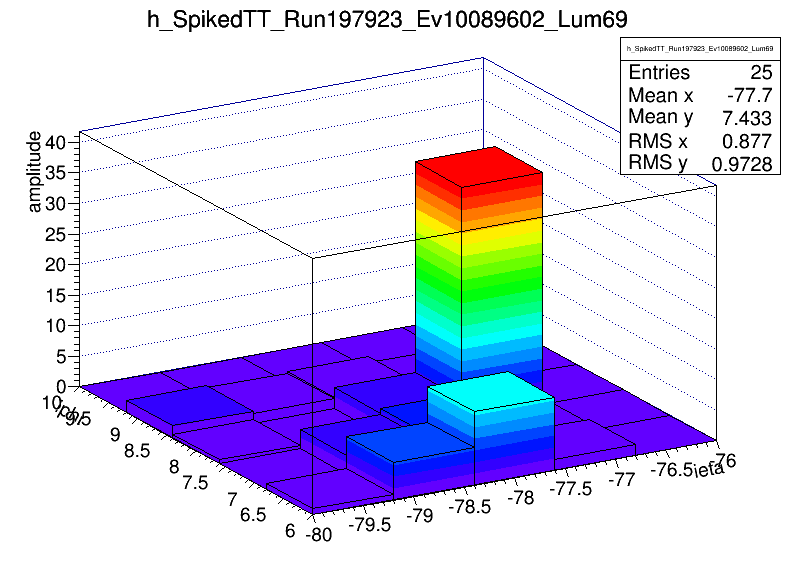 h_SpikedTT_Run197923_Ev10089602_Lum69
h_SpikedTT_Run197923_Ev10089602_Lum69
Entries 25
Mean x -77.7
Mean y 7.433
RMS x 0.877
RMS y 0.9728
amplitude
40
35
30
25
20
15
10
5
0
10
9.5
9
8.5
8
7.5
7
6.5
6
iphi
-80
-79.5
-79
-78.5
-78
-77.5
-77
-76.5
-76
ieta